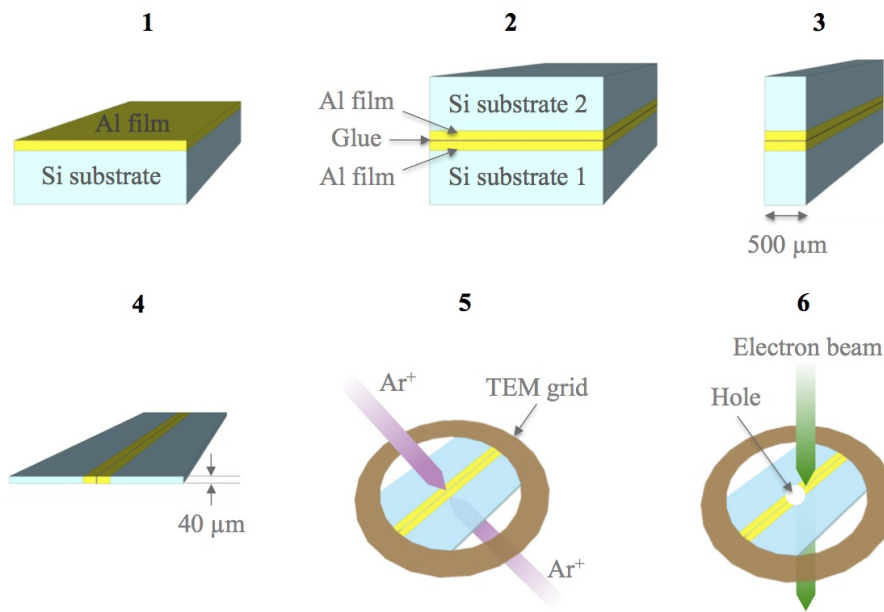 1
2
3
Al film
Si substrate
Al film
Glue
Al film
Si substrate 2
Si substrate 1
500 µm
4
5
6
40 µm
Ar⁺
TEM grid
Ar⁺
Electron beam
Hole